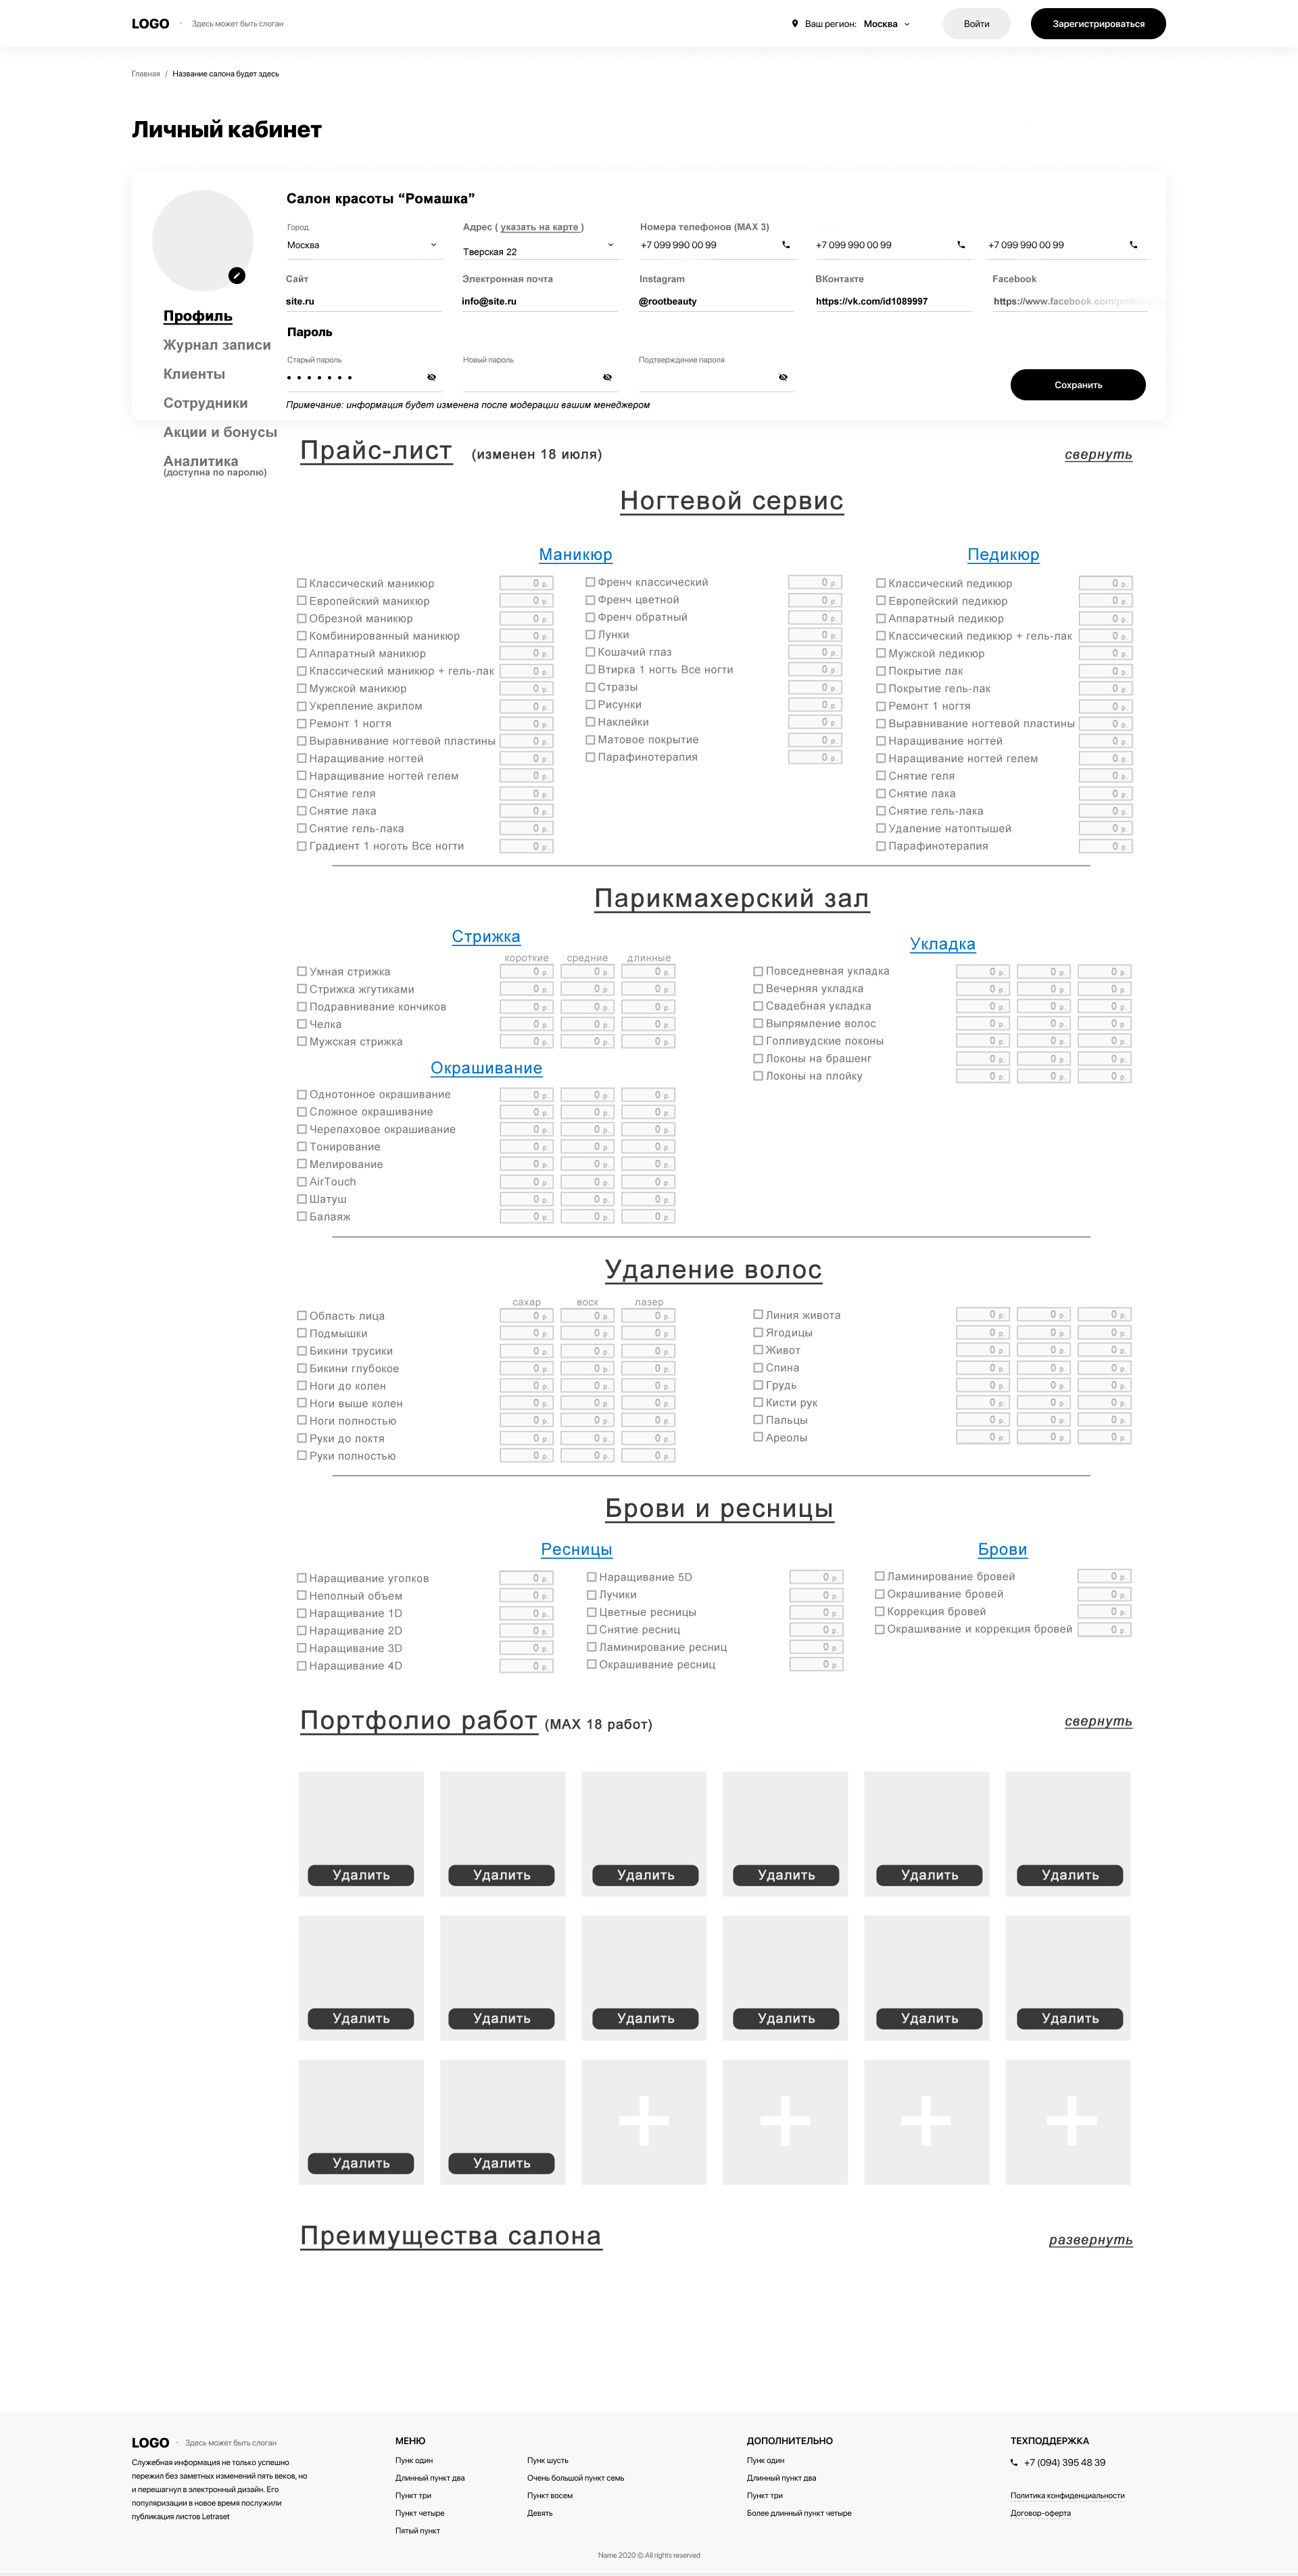 LOGO · Здесь может быть слоган
Ваш регион: Москва
Войти
Зарегистрироваться
Главная / Название салона будет здесь
Личный кабинет
Салон красоты “Ромашка”
Город
Адрес ( указать на карте )
Номера телефонов (MAX 3)
Москва
Тверская 22
+7 099 990 00 99
+7 099 990 00 99
+7 099 990 00 99
Сайт
Электронная почта
Instagram
ВКонтакте
Facebook
site.ru
info@site.ru
@rootbeauty
https://vk.com/id1089997
https://www.facebook.com/profile
Пароль
Старый пароль
Новый пароль
Подтверждение пароля
Сохранить
Примечание: информация будет изменена после модерации вашим менеджером
Профиль
Журнал записи
Клиенты
Сотрудники
Акции и бонусы
Аналитика
(доступна по паролю)
Прайс-лист (изменен 18 июля)
свернуть
Ногтевой сервис
Маникюр
Классический маникюр 0 р.
Европейский маникюр 0 р.
Обрезной маникюр 0 р.
Комбинированный маникюр 0 р.
Аппаратный маникюр 0 р.
Классический маникюр + гель-лак 0 р.
Мужской маникюр 0 р.
Укрепление акрилом 0 р.
Ремонт 1 ногтя 0 р.
Выравнивание ногтевой пластины 0 р.
Наращивание ногтей 0 р.
Наращивание ногтей гелем 0 р.
Снятие геля 0 р.
Снятие лака 0 р.
Снятие гель-лака 0 р.
Градиент 1 ноготь Все ногти 0 р.
Френч классический 0 р.
Френч цветной 0 р.
Френч обратный 0 р.
Лунки 0 р.
Кошачий глаз 0 р.
Втирка 1 ногть Все ногти 0 р.
Стразы 0 р.
Рисунки 0 р.
Наклейки 0 р.
Матовое покрытие 0 р.
Парафинотерапия 0 р.
Педикюр
Классический педикюр 0 р.
Европейский педикюр 0 р.
Аппаратный педикюр 0 р.
Классический педикюр + гель-лак 0 р.
Мужской педикюр 0 р.
Покрытие лак 0 р.
Покрытие гель-лак 0 р.
Ремонт 1 ногтя 0 р.
Выравнивание ногтевой пластины 0 р.
Наращивание ногтей 0 р.
Наращивание ногтей гелем 0 р.
Снятие геля 0 р.
Снятие лака 0 р.
Снятие гель-лака 0 р.
Удаление натоптышей 0 р.
Парафинотерапия 0 р.
Парикмахерский зал
Стрижка
короткие средние длинные
Умная стрижка 0 р. 0 р. 0 р.
Стрижка жгутиками 0 р. 0 р. 0 р.
Подравнивание кончиков 0 р. 0 р. 0 р.
Челка 0 р. 0 р. 0 р.
Мужская стрижка 0 р. 0 р. 0 р.
Окрашивание
Однотонное окрашивание 0 р. 0 р. 0 р.
Сложное окрашивание 0 р. 0 р. 0 р.
Черепаховое окрашивание 0 р. 0 р. 0 р.
Тонирование 0 р. 0 р. 0 р.
Мелирование 0 р. 0 р. 0 р.
AirTouch 0 р. 0 р. 0 р.
Шатуш 0 р. 0 р. 0 р.
Балаяж 0 р. 0 р. 0 р.
Укладка
Повседневная укладка 0 р. 0 р. 0 р.
Вечерняя укладка 0 р. 0 р. 0 р.
Свадебная укладка 0 р. 0 р. 0 р.
Выпрямление волос 0 р. 0 р. 0 р.
Голливудские локоны 0 р. 0 р. 0 р.
Локоны на брашенг 0 р. 0 р. 0 р.
Локоны на плойку 0 р. 0 р. 0 р.
Удаление волос
сахар воск лазер
Область лица 0 р. 0 р. 0 р.
Подмышки 0 р. 0 р. 0 р.
Бикини трусики 0 р. 0 р. 0 р.
Бикини глубокое 0 р. 0 р. 0 р.
Ноги до колен 0 р. 0 р. 0 р.
Ноги выше колен 0 р. 0 р. 0 р.
Ноги полностью 0 р. 0 р. 0 р.
Руки до локтя 0 р. 0 р. 0 р.
Руки полностью 0 р. 0 р. 0 р.
Линия живота 0 р. 0 р. 0 р.
Ягодицы 0 р. 0 р. 0 р.
Живот 0 р. 0 р. 0 р.
Спина 0 р. 0 р. 0 р.
Грудь 0 р. 0 р. 0 р.
Кисти рук 0 р. 0 р. 0 р.
Пальцы 0 р. 0 р. 0 р.
Ареолы 0 р. 0 р. 0 р.
Брови и ресницы
Ресницы
Наращивание уголков 0 р.
Неполный объем 0 р.
Наращивание 1D 0 р.
Наращивание 2D 0 р.
Наращивание 3D 0 р.
Наращивание 4D 0 р.
Наращивание 5D 0 р.
Лучики 0 р.
Цветные ресницы 0 р.
Снятие ресниц 0 р.
Ламинирование ресниц 0 р.
Окрашивание ресниц 0 р.
Брови
Ламинирование бровей 0 р.
Окрашивание бровей 0 р.
Коррекция бровей 0 р.
Окрашивание и коррекция бровей 0 р.
Портфолио работ (MAX 18 работ)
свернуть
Удалить Удалить Удалить Удалить Удалить Удалить
Удалить Удалить Удалить Удалить Удалить Удалить
Удалить Удалить
Преимущества салона
развернуть
LOGO · Здесь может быть слоган
Служебная информация не только успешно
пережил без заметных изменений пять веков, но
и перешагнул в электронный дизайн. Его
популяризации в новое время послужили
публикация листов Letraset
МЕНЮ
Пунк один
Длинный пункт два
Пункт три
Пункт четыре
Пятый пункт
Пунк шусть
Очень большой пункт семь
Пункт восем
Девять
ДОПОЛНИТЕЛЬНО
Пунк один
Длинный пункт два
Пункт три
Более длинный пункт четыре
ТЕХПОДДЕРЖКА
+7 (094) 395 48 39
Политика конфиденциальности
Договор-оферта
Name 2020 © All rights reserved